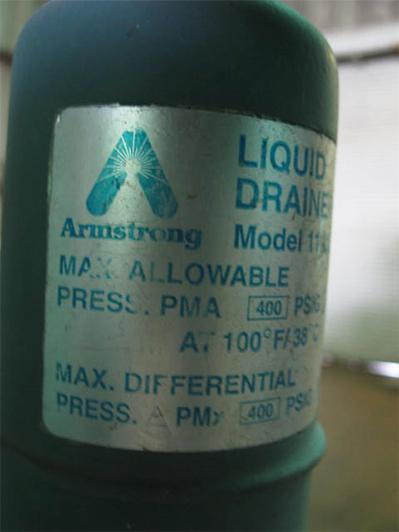 LIQUID
DRAINE
Armstrong
Model
MAX. ALLOWABLE
PRESS. PMA 400 PSIG
AT 100°F/38°C
MAX. DIFFERENTIAL
PRESS. Δ PMx 400 PSIG